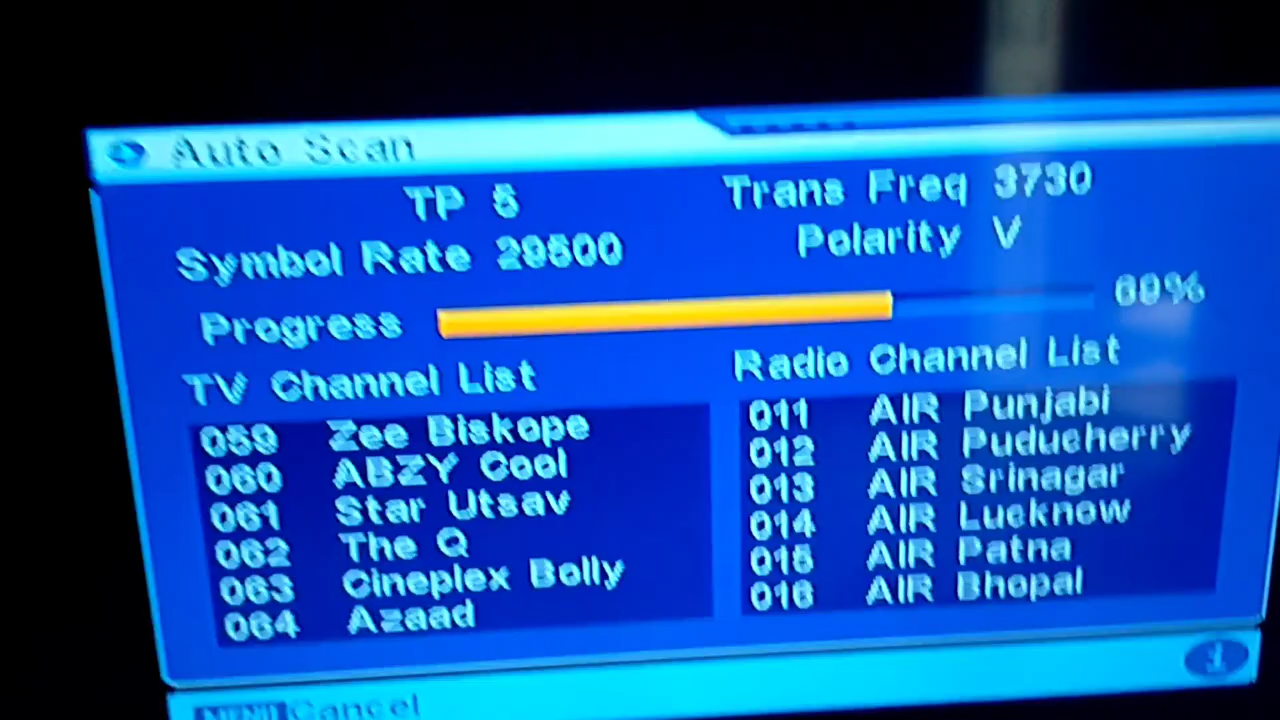 Auto Scan
TP 5
Trans Freq 3730
Symbol Rate 29500
Polarity V
Progress
69%
TV Channel List
059 Zee Biskope
060 ABZY Cool
061 Star Utsav
062 The Q
063 Cineplex Bolly
064 Azaad
Radio Channel List
011 AIR Punjabi
012 AIR Puducherry
013 AIR Srinagar
014 AIR Lucknow
015 AIR Patna
016 AIR Bhopal
MENU Cancel